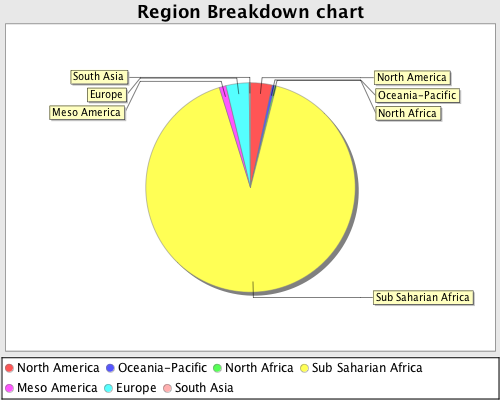 Region Breakdown chart
South Asia
North America
Europe
Oceania-Pacific
Meso America
North Africa
Sub Saharian Africa
North America Oceania-Pacific North Africa Sub Saharian Africa
Meso America Europe South Asia